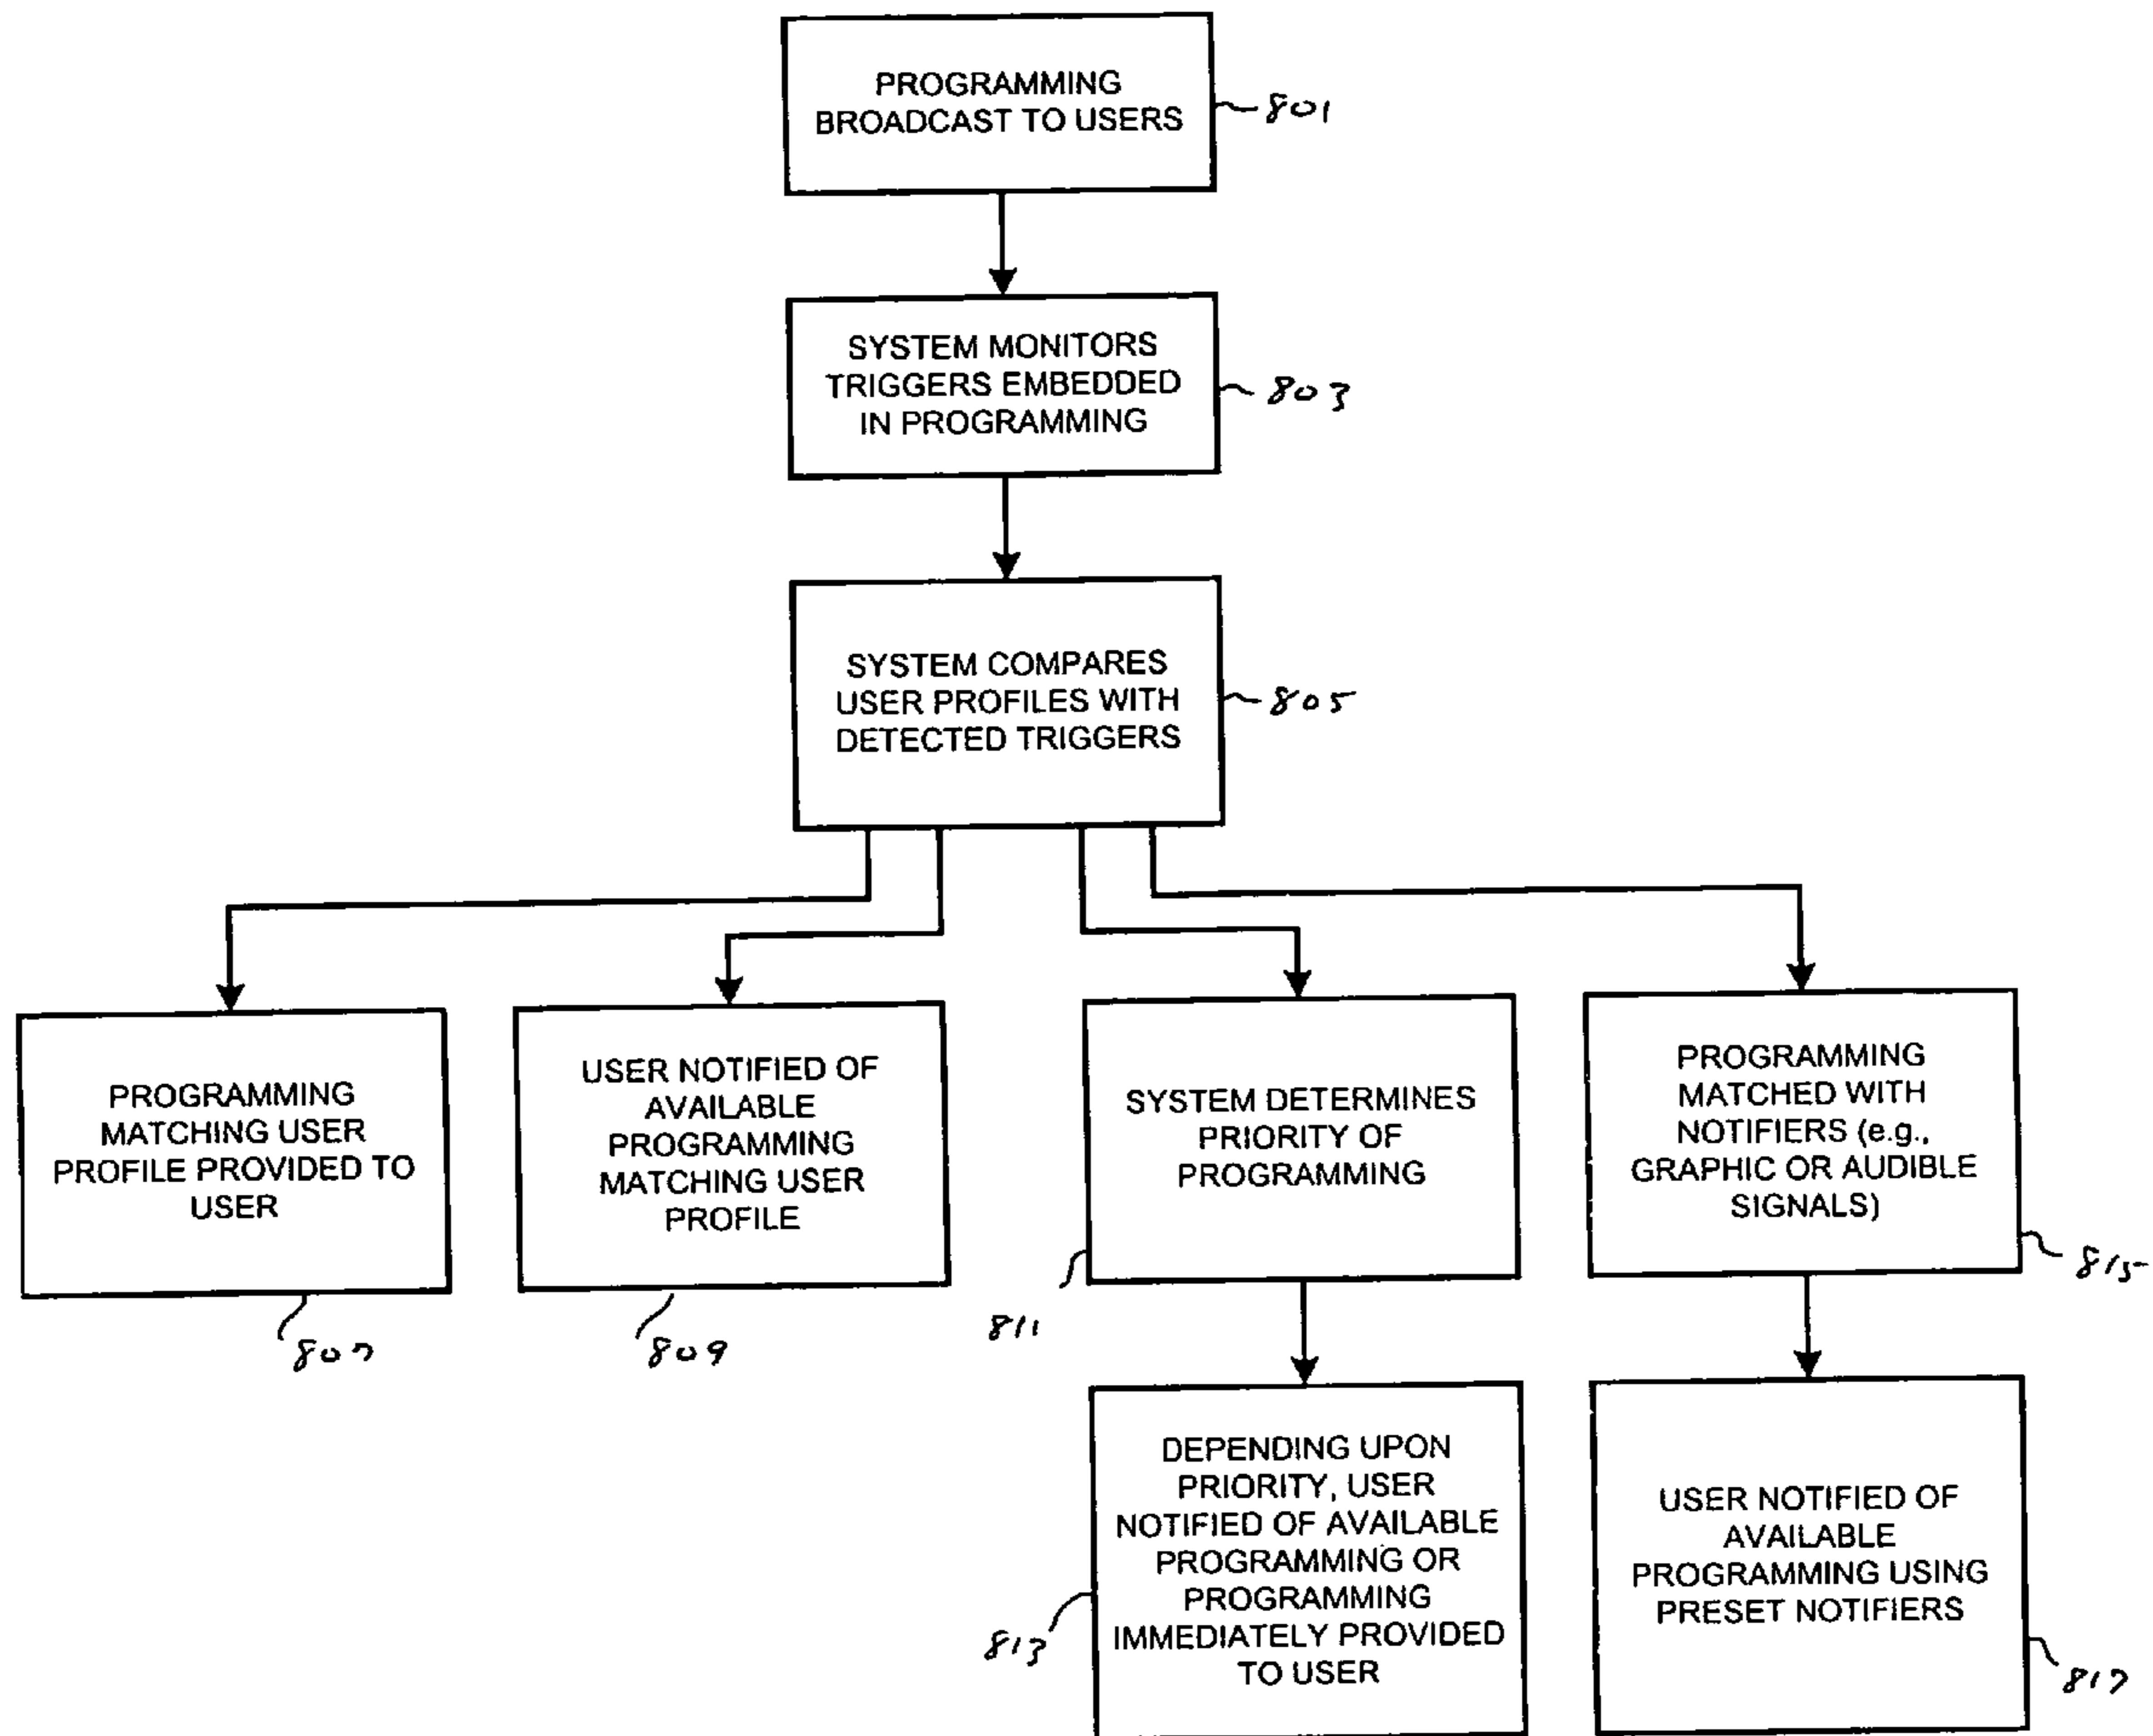 PROGRAMMING
BROADCAST TO USERS
801
SYSTEM MONITORS
TRIGGERS EMBEDDED
IN PROGRAMMING
803
SYSTEM COMPARES
USER PROFILES WITH
DETECTED TRIGGERS
805
PROGRAMMING
MATCHING USER
PROFILE PROVIDED TO
USER
807
USER NOTIFIED OF
AVAILABLE
PROGRAMMING
MATCHING USER
PROFILE
809
SYSTEM DETERMINES
PRIORITY OF
PROGRAMMING
811
PROGRAMMING
MATCHED WITH
NOTIFIERS (e.g.,
GRAPHIC OR AUDIBLE
SIGNALS)
815
DEPENDING UPON
PRIORITY, USER
NOTIFIED OF AVAILABLE
PROGRAMMING OR
PROGRAMMING
IMMEDIATELY PROVIDED
TO USER
813
USER NOTIFIED OF
AVAILABLE
PROGRAMMING USING
PRESET NOTIFIERS
817